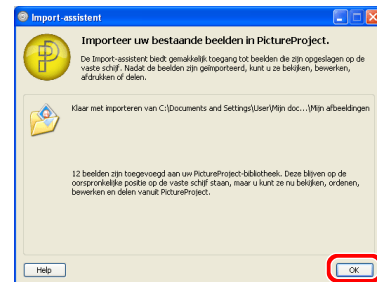 Import-assistent
Importeer uw bestaande beelden in PictureProject.
De Import-assistent biedt gemakkelijk toegang tot beelden die zijn opgeslagen op de
vaste schijf. Nadat de beelden zijn geïmporteerd, kunt u ze bekijken, bewerken,
afdrukken of delen.
Klaar met importeren van C:\Documents and Settings\User\Mijn doc...\Mijn afbeeldingen
12 beelden zijn toegevoegd aan uw PictureProject-bibliotheek. Deze blijven op de
oorspronkelijke positie op de vaste schijf staan, maar u kunt ze nu bekijken, ordenen,
bewerken en delen vanuit PictureProject.
Help
OK